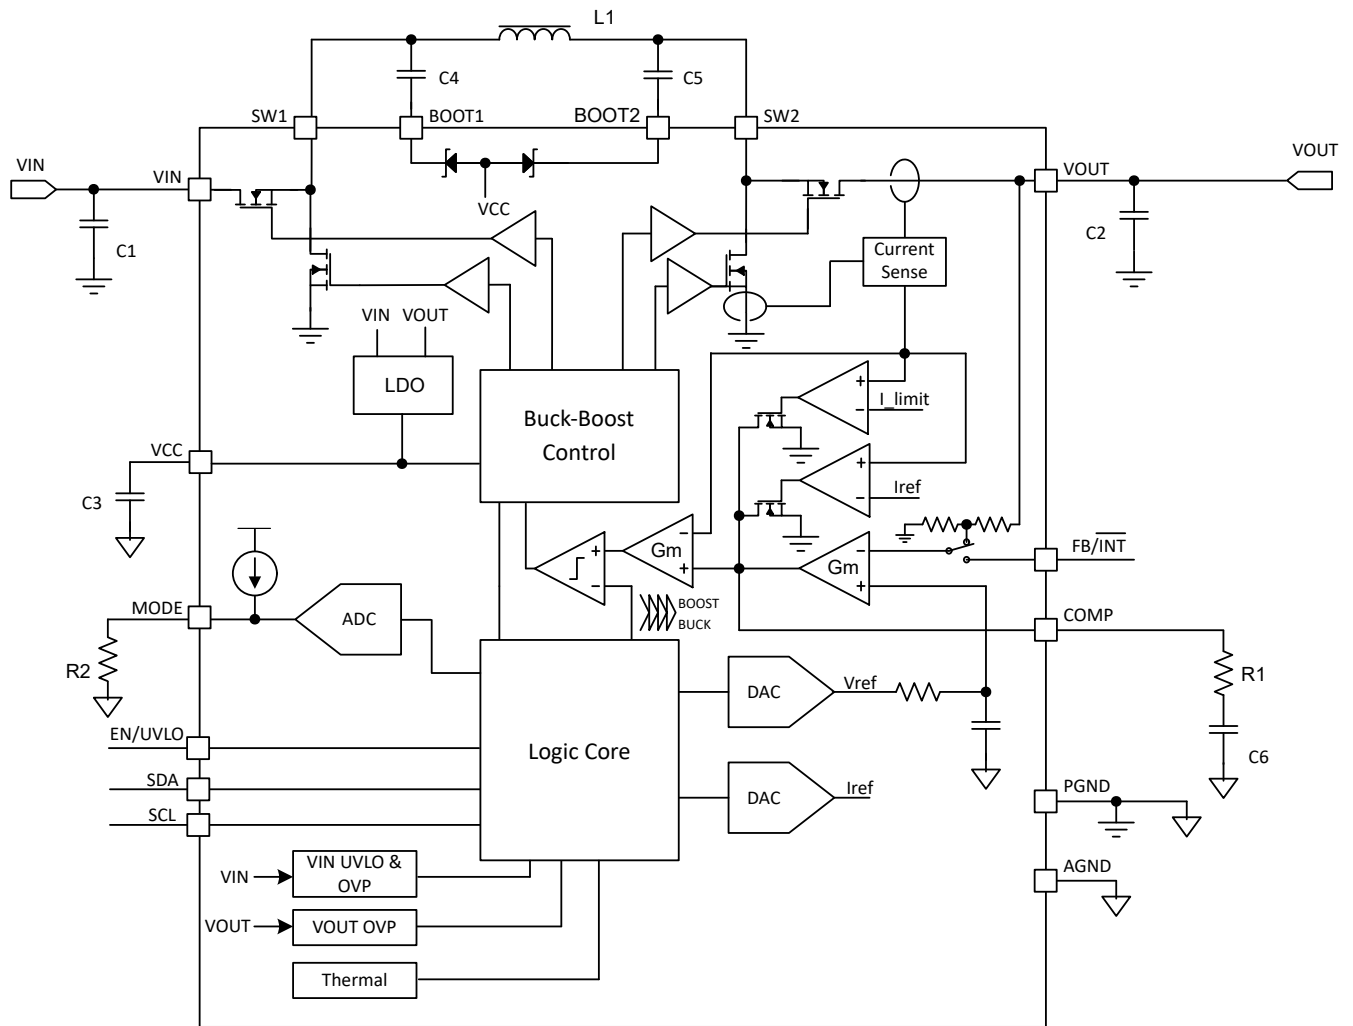 L1
C4
C5
SW1
BOOT1
BOOT2
SW2
VIN
VIN
VOUT
VOUT
VCC
C1
C2
Current
Sense
VIN
VOUT
LDO
Buck-Boost
Control
+
I_limit
−
VCC
C3
+
Iref
−
Gm
−
+
+
−
Gm
−
+
FB/INT
BOOST
BUCK
MODE
ADC
COMP
R2
R1
DAC
Vref
EN/UVLO
Logic Core
C6
SDA
SCL
DAC
Iref
PGND
VIN
VIN UVLO &
OVP
AGND
VOUT
VOUT OVP
Thermal